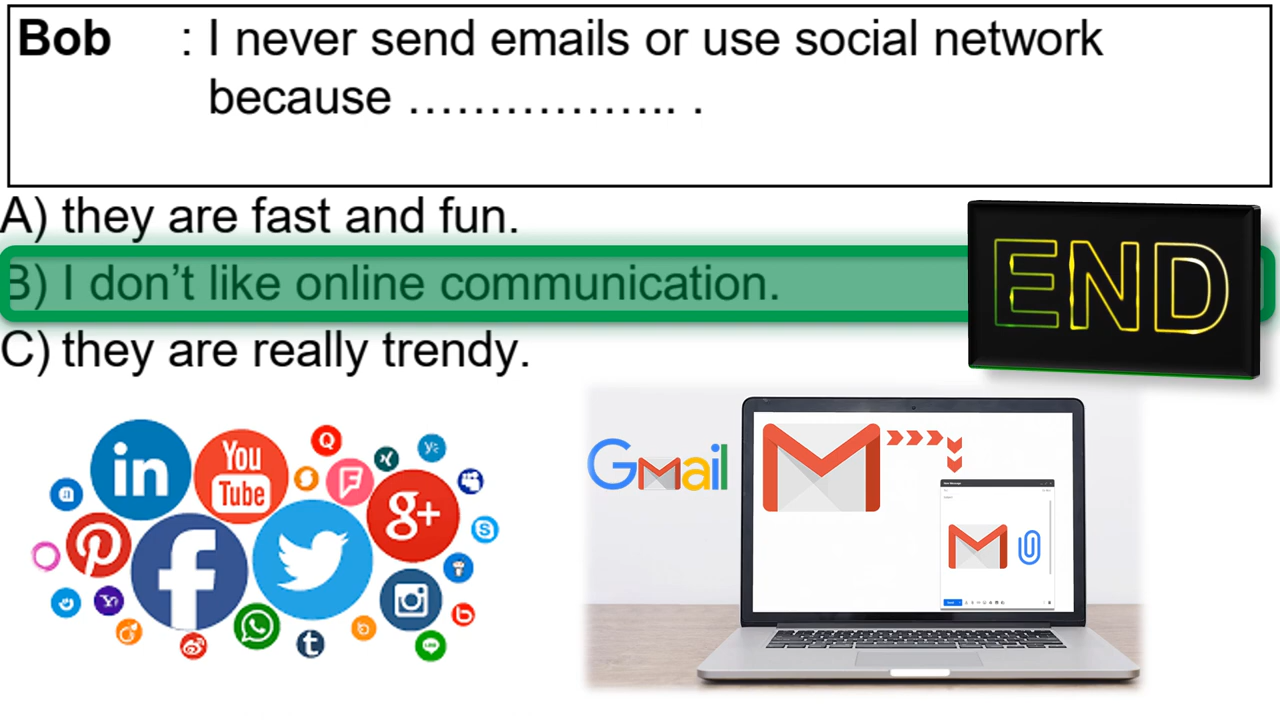 Bob : I never send emails or use social network
because ……………….. .
A) they are fast and fun.
B) I don’t like online communication.
C) they are really trendy.
END
in
You
Tube
g+
Gmail